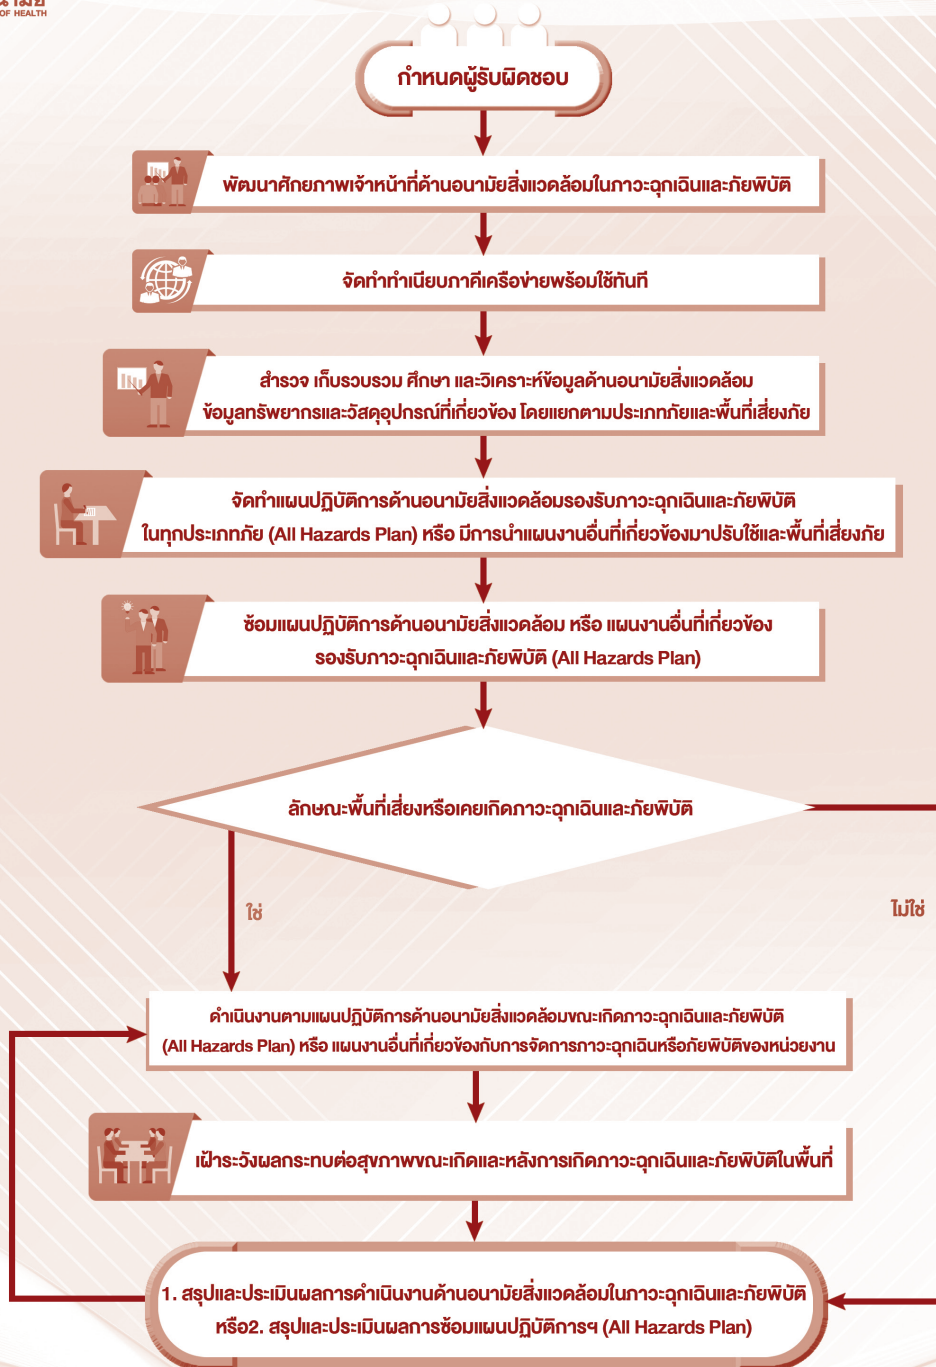 OF HEALTH
กำหนดผู้รับผิดชอบ
พัฒนาศักยภาพเจ้าหน้าที่ด้านอนามัยสิ่งแวดล้อมในภาวะฉุกเฉินและภัยพิบัติ
จัดทำทำเนียบภาคีเครือข่ายพร้อมใช้ทันที
สำรวจ เก็บรวบรวม ศึกษา และวิเคราะห์ข้อมูลด้านอนามัยสิ่งแวดล้อม
ข้อมูลทรัพยากรและวัสดุอุปกรณ์ที่เกี่ยวข้อง โดยแยกตามประเภทภัยและพื้นที่เสี่ยงภัย
จัดทำแผนปฏิบัติการด้านอนามัยสิ่งแวดล้อมรองรับภาวะฉุกเฉินและภัยพิบัติ
ในทุกประเภทภัย (All Hazards Plan) หรือ มีการนำแผนงานอื่นที่เกี่ยวข้องมาปรับใช้และพื้นที่เสี่ยงภัย
ซ้อมแผนปฏิบัติการด้านอนามัยสิ่งแวดล้อม หรือ แผนงานอื่นที่เกี่ยวข้อง
รองรับภาวะฉุกเฉินและภัยพิบัติ (All Hazards Plan)
ลักษณะพื้นที่เสี่ยงหรือเคยเกิดภาวะฉุกเฉินและภัยพิบัติ
ใช่
ไม่ใช่
ดำเนินงานตามแผนปฏิบัติการด้านอนามัยสิ่งแวดล้อมขณะเกิดภาวะฉุกเฉินและภัยพิบัติ
(All Hazards Plan) หรือ แผนงานอื่นที่เกี่ยวข้องกับการจัดการภาวะฉุกเฉินหรือภัยพิบัติของหน่วยงาน
เฝ้าระวังผลกระทบต่อสุขภาพขณะเกิดและหลังการเกิดภาวะฉุกเฉินและภัยพิบัติในพื้นที่
1. สรุปและประเมินผลการดำเนินงานด้านอนามัยสิ่งแวดล้อมในภาวะฉุกเฉินและภัยพิบัติ
หรือ2. สรุปและประเมินผลการซ้อมแผนปฏิบัติการฯ (All Hazards Plan)